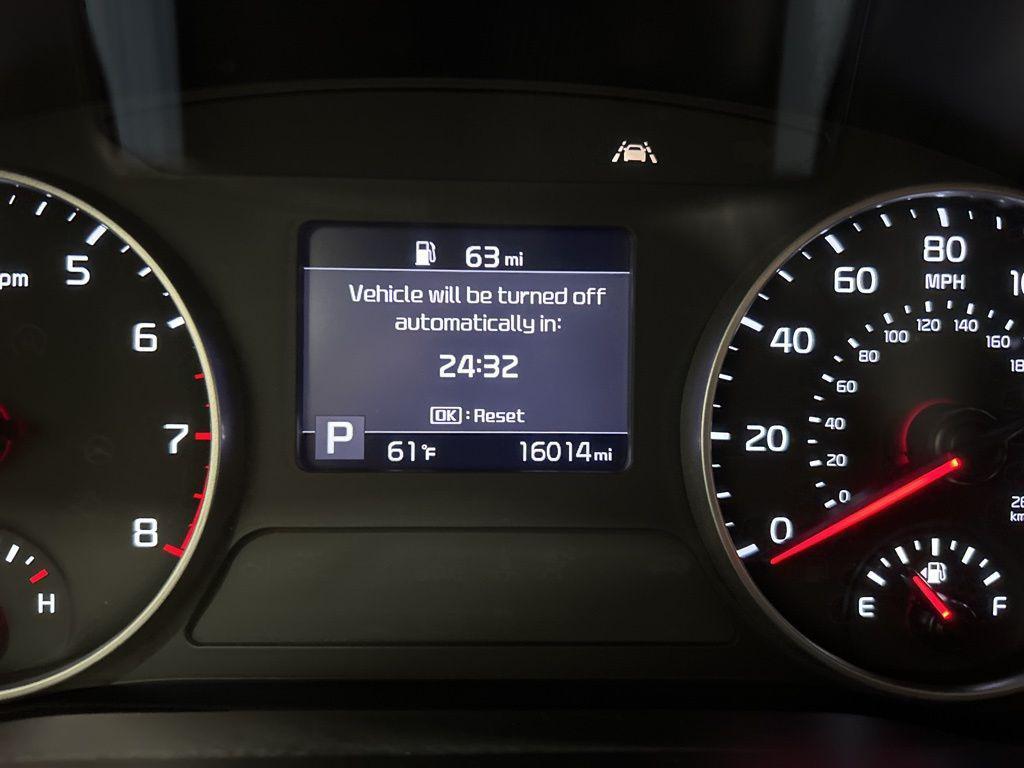 63 mi
Vehicle will be turned off
automatically in:
24:32
OK : Reset
P
61°F
16014 mi
pm
5
6
7
8
H
0
20
40
60
80
MPH
0
20
40
60
80
100
120
140
160
E
F